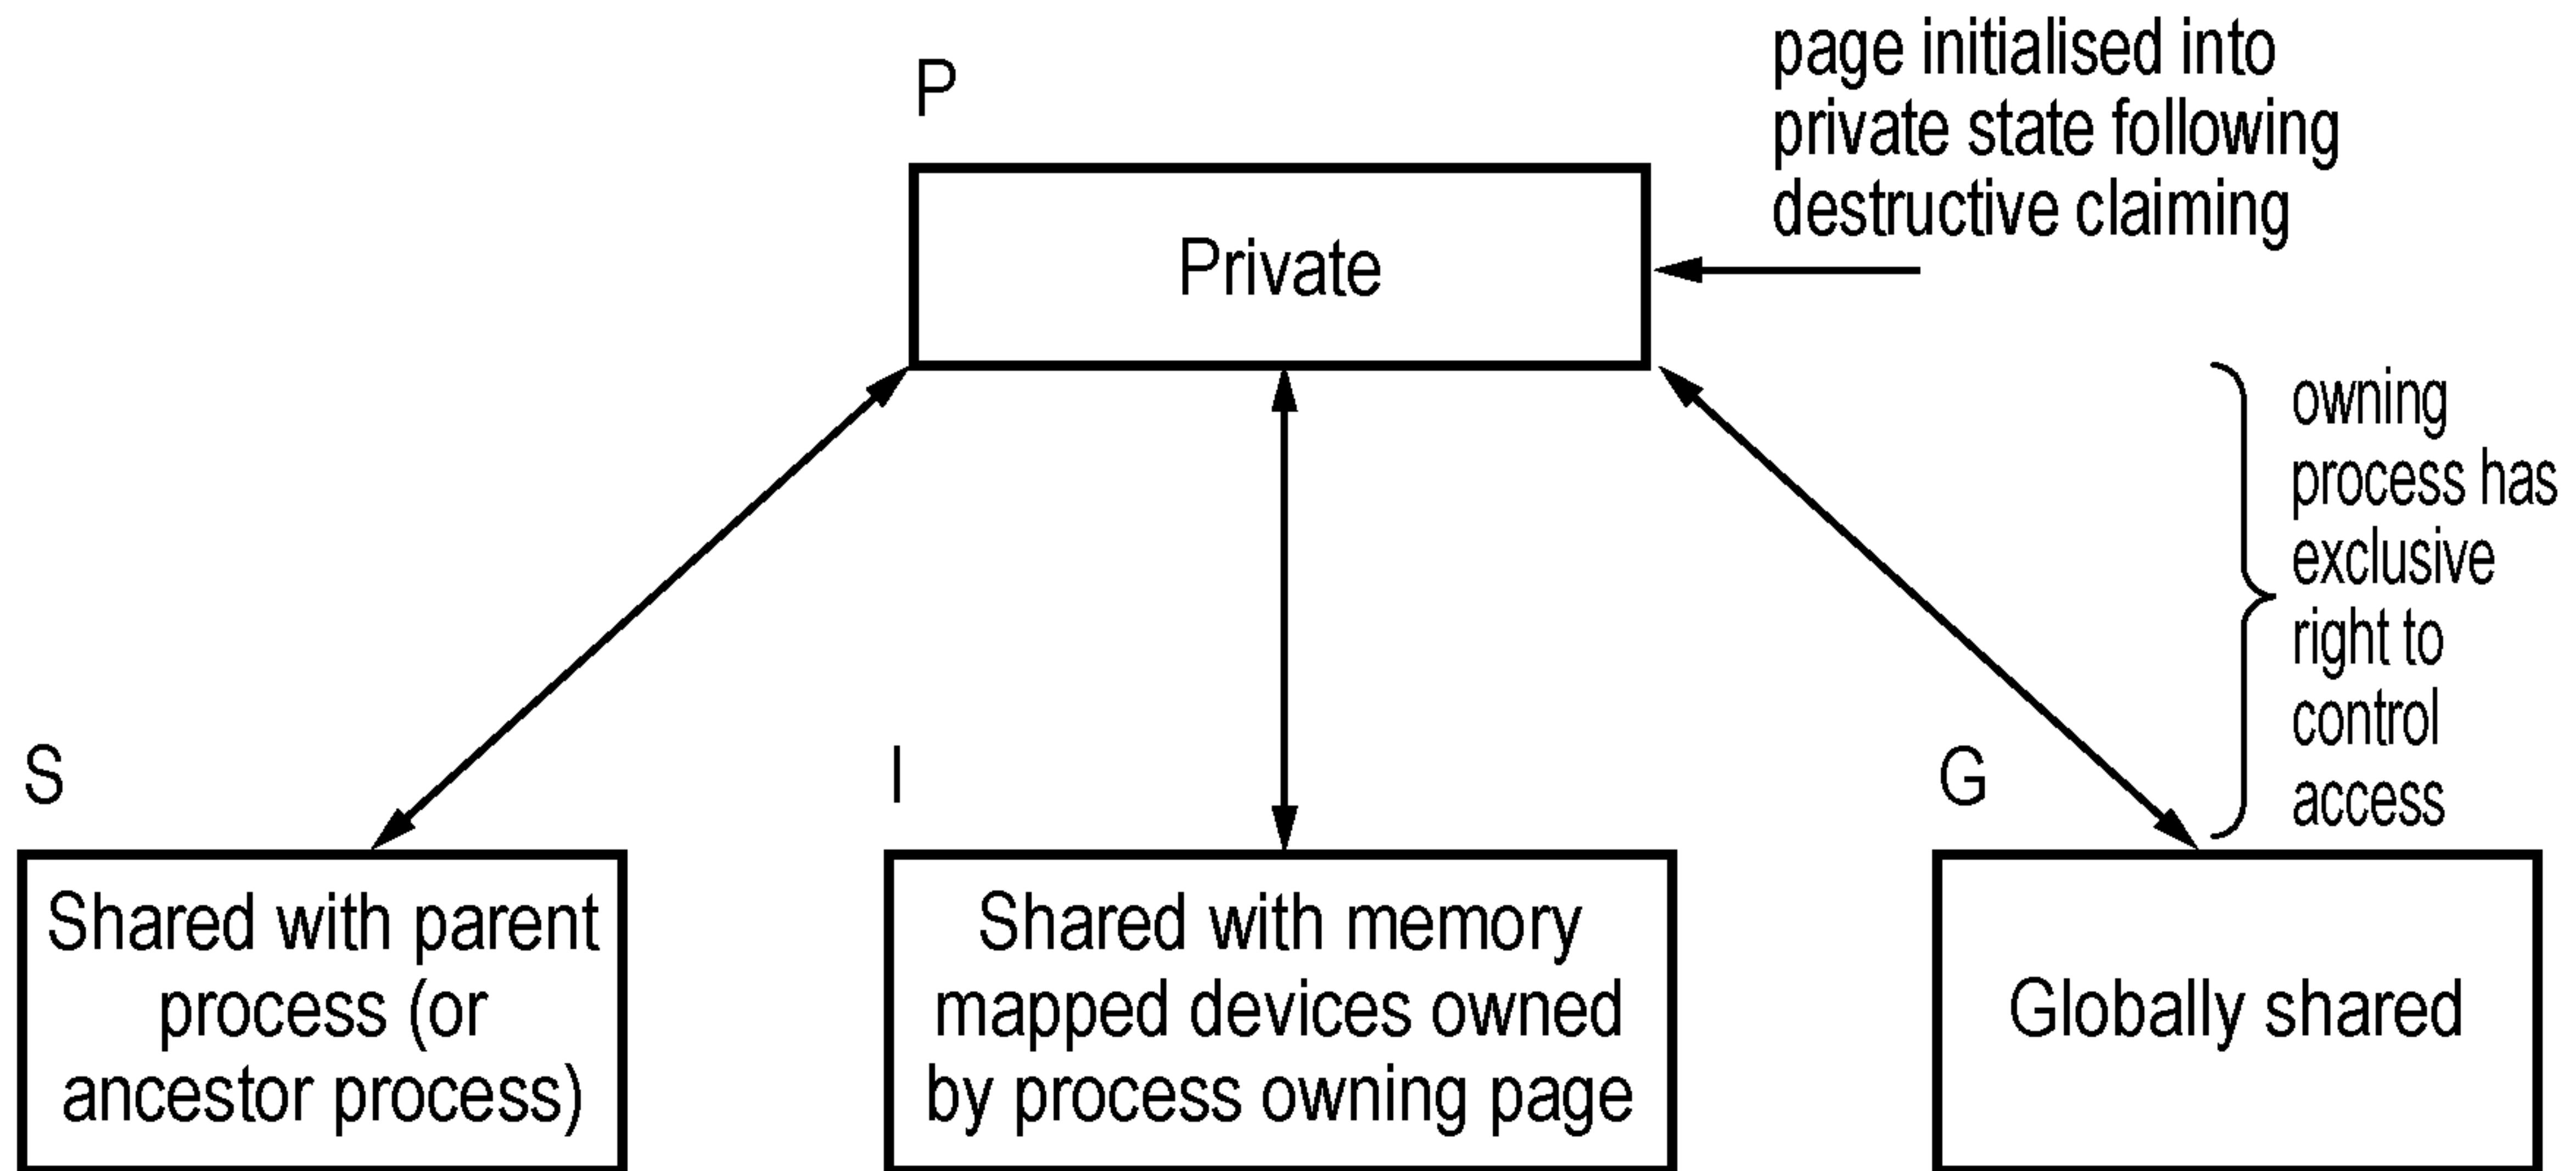 P
page initialised into
private state following
destructive claiming
Private
owning
process has
exclusive
right to
control
access
S
I
G
Shared with parent
process (or
ancestor process)
Shared with memory
mapped devices owned
by process owning page
Globally shared